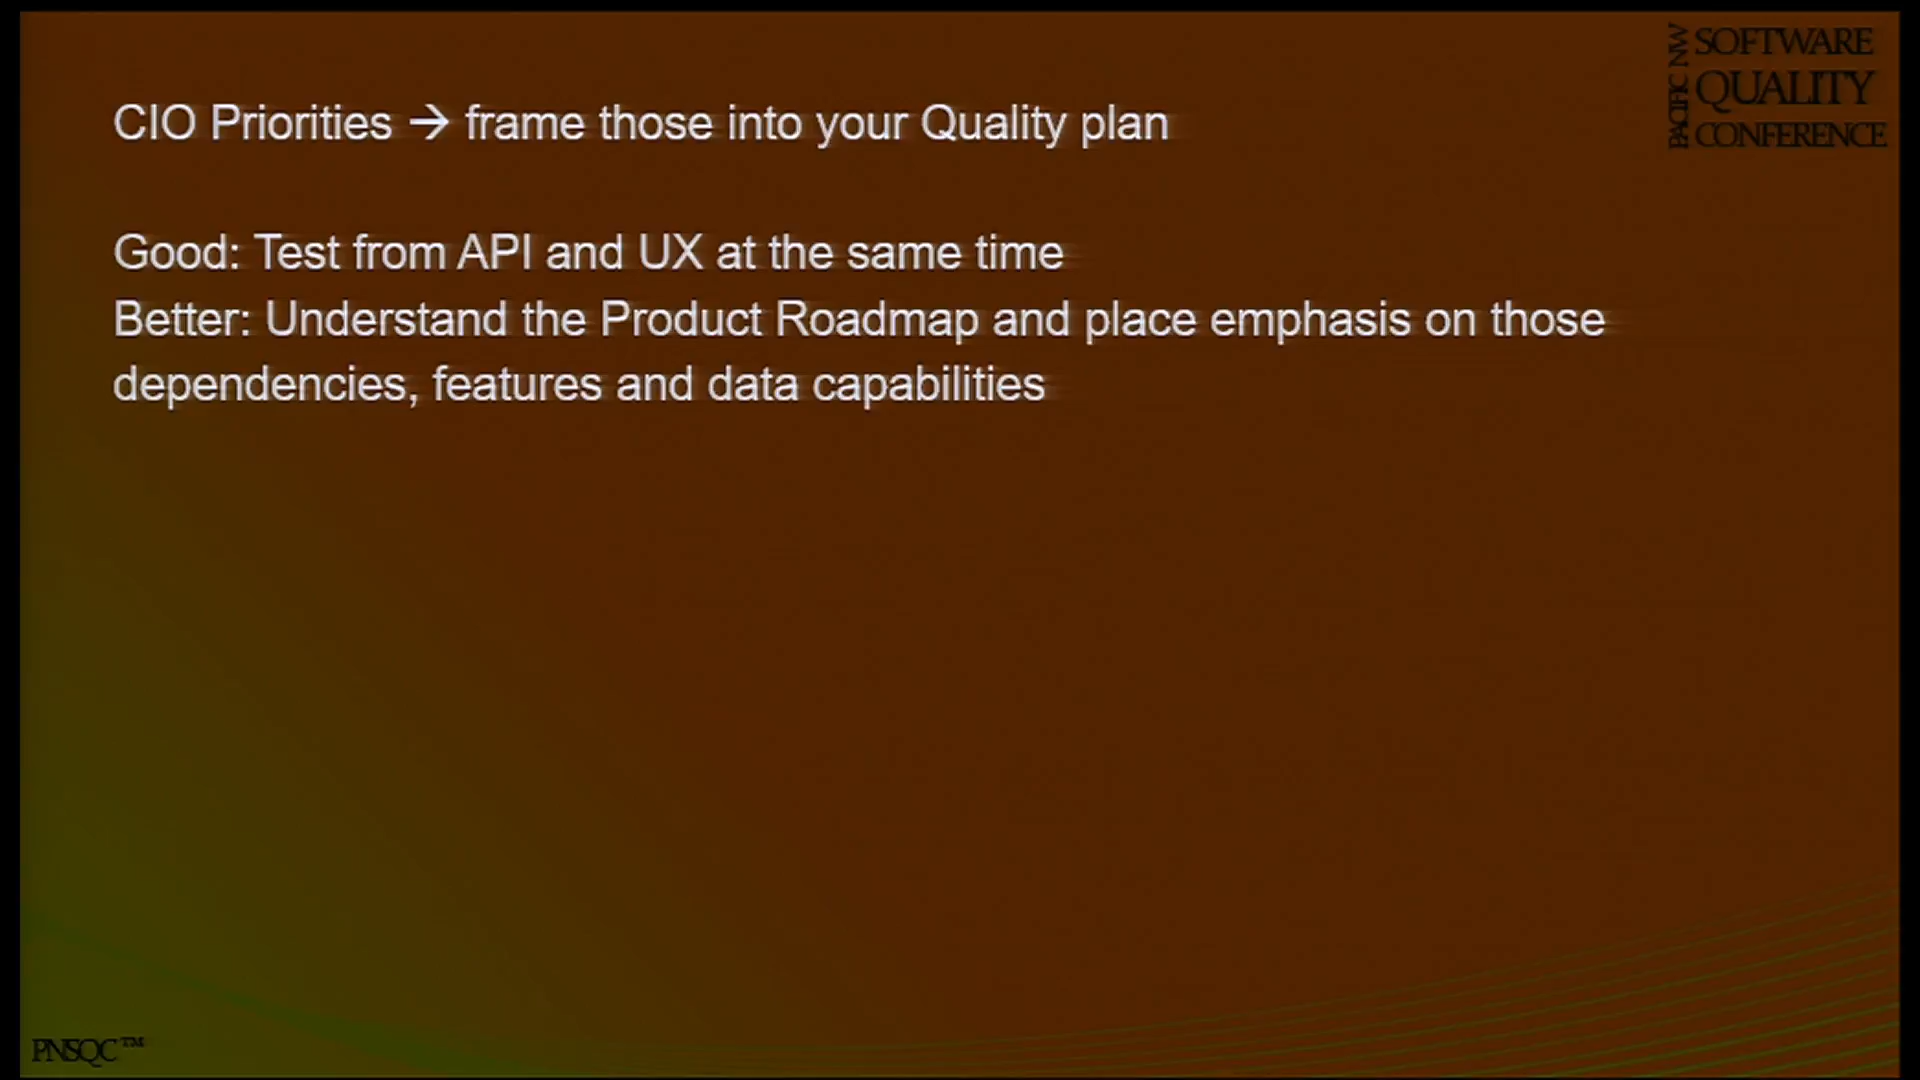 PACIFIC NW
SOFTWARE
QUALITY
CONFERENCE
CIO Priorities → frame those into your Quality plan
Good: Test from API and UX at the same time
Better: Understand the Product Roadmap and place emphasis on those
dependencies, features and data capabilities
PNSQC™